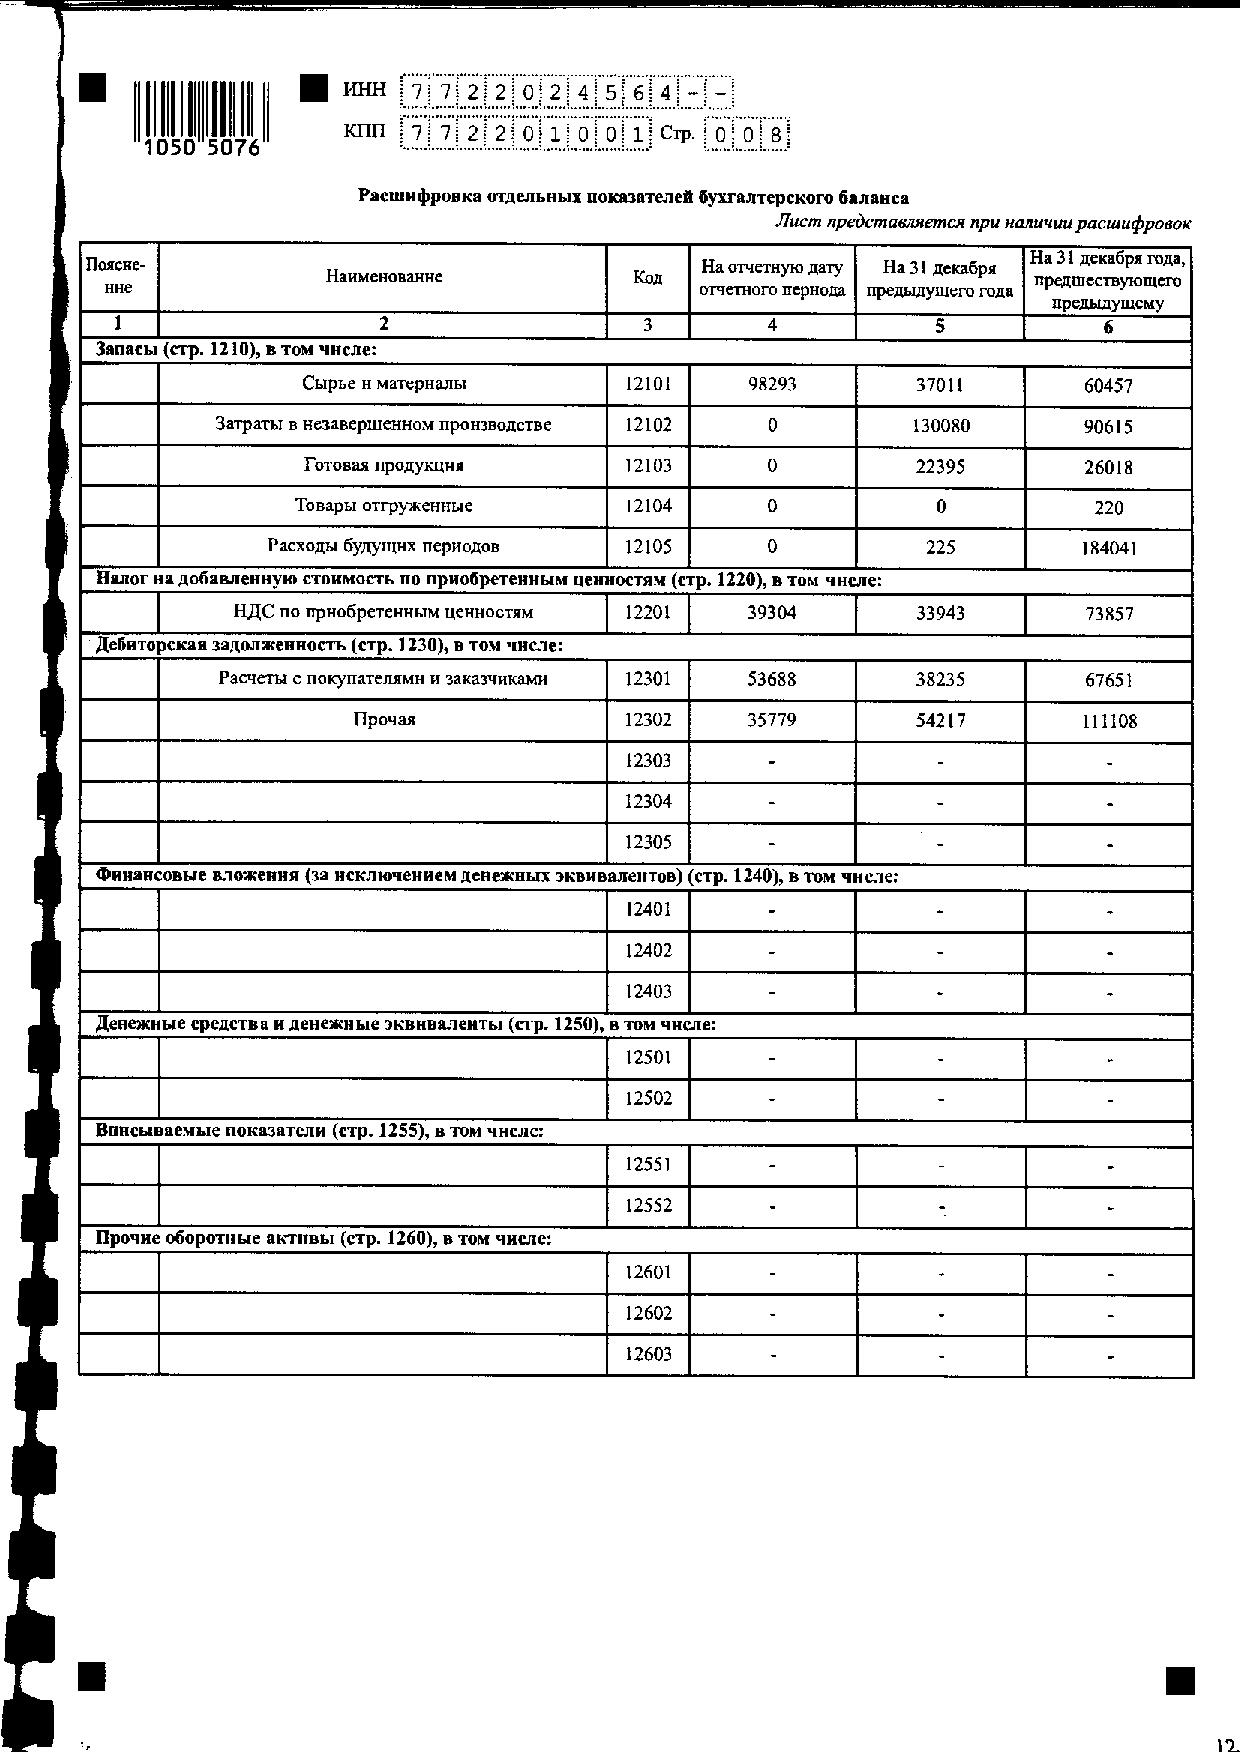 ИНН 7722024564--
1050 5076
КПП 772201001 Стр. 008
Расшифровка отдельных показателей бухгалтерского баланса
Лист представляется при наличии расшифровок
Поясне-ние Наименование Код На отчетную дату отчетного периода На 31 декабря предыдущего года На 31 декабря года, предшествующего предыдущему
1 2 3 4 5 6
Запасы (стр. 1210), в том числе:
Сырье и материалы 12101 98293 37011 60457
Затраты в незавершенном производстве 12102 0 130080 90615
Готовая продукция 12103 0 22395 26018
Товары отгруженные 12104 0 0 220
Расходы будущих периодов 12105 0 225 184041
Налог на добавленную стоимость по приобретенным ценностям (стр. 1220), в том числе:
НДС по приобретенным ценностям 12201 39304 33943 73857
Дебиторская задолженность (стр. 1230), в том числе:
Расчеты с покупателями и заказчиками 12301 53688 38235 67651
Прочая 12302 35779 54217 111108
12303 - - -
12304 - - -
12305 - - -
Финансовые вложения (за исключением денежных эквивалентов) (стр. 1240), в том числе:
12401 - - -
12402 - - -
12403 - - -
Денежные средства и денежные эквиваленты (стр. 1250), в том числе:
12501 - - -
12502 - - -
Вписываемые показатели (стр. 1255), в том числе:
12551 - - -
12552 - - -
Прочие оборотные активы (стр. 1260), в том числе:
12601 - - -
12602 - - -
12603 - - -
12